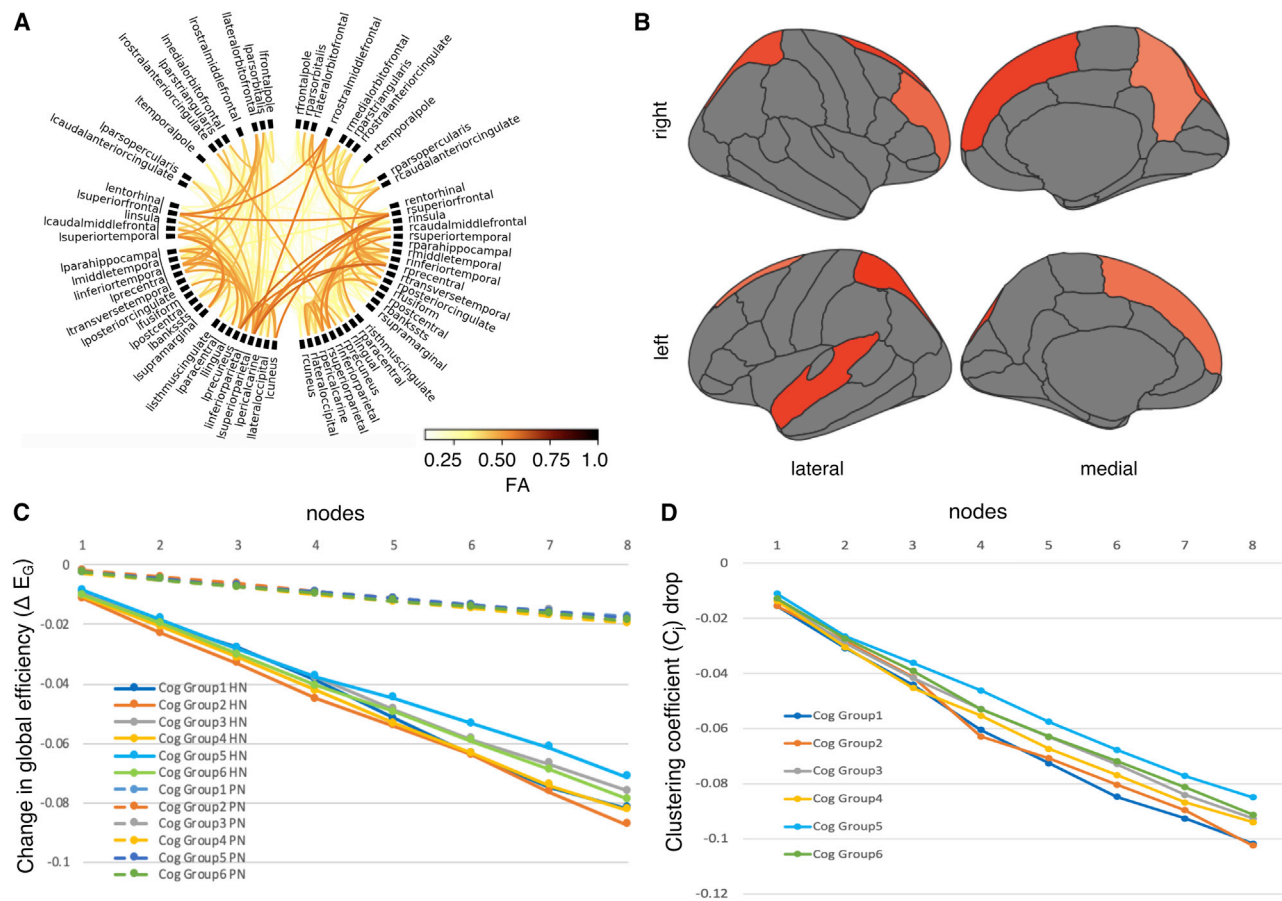 A
lfrontalpole
lparsorbitalis
llateralorbitofrontal
lrostralmiddlefrontal
lmedialorbitofrontal
lparstriangularis
lrostralanteriorcingulate
ltemporalpole
lparsopercularis
lcaudalanteriorcingulate
lentorhinal
lsuperiorfrontal
linsula
lcaudalmiddlefrontal
lsuperiortemporal
lparahippocampal
lmiddletemporal
linferiortemporal
lprecentral
ltransversetemporal
lposteriorcingulate
lfusiform
lpostcentral
lbankssts
lsupramarginal
listhmuscingulate
lparacentral
llingual
lprecuneus
linferiorparietal
lsuperiorparietal
lpericalcarine
llateraloccipital
lcuneus
rfrontalpole
rparsorbitalis
rlateralorbitofrontal
rrostralmiddlefrontal
rmedialorbitofrontal
rparstriangularis
rrostralanteriorcingulate
rtemporalpole
rparsopercularis
rcaudalanteriorcingulate
rentorhinal
rsuperiorfrontal
rinsula
rcaudalmiddlefrontal
rsuperiortemporal
rparahippocampal
rmiddletemporal
rinferiortemporal
rprecentral
rtransversetemporal
rposteriorcingulate
rfusiform
rpostcentral
rbankssts
rsupramarginal
risthmuscingulate
rparacentral
rlingual
rprecuneus
rinferiorparietal
rsuperiorparietal
rpericalcarine
rlateraloccipital
rcuneus
0.25 0.50 0.75 1.0
FA
B
right
left
lateral medial
C
nodes
1 2 3 4 5 6 7 8
Change in global efficiency (Δ E_G)
0
-0.02
-0.04
-0.06
-0.08
-0.1
Cog Group1 HN
Cog Group2 HN
Cog Group3 HN
Cog Group4 HN
Cog Group5 HN
Cog Group6 HN
Cog Group1 PN
Cog Group2 PN
Cog Group3 PN
Cog Group4 PN
Cog Group5 PN
Cog Group6 PN
D
nodes
1 2 3 4 5 6 7 8
Clustering coefficient (C_j) drop
0
-0.02
-0.04
-0.06
-0.08
-0.1
-0.12
Cog Group1
Cog Group2
Cog Group3
Cog Group4
Cog Group5
Cog Group6